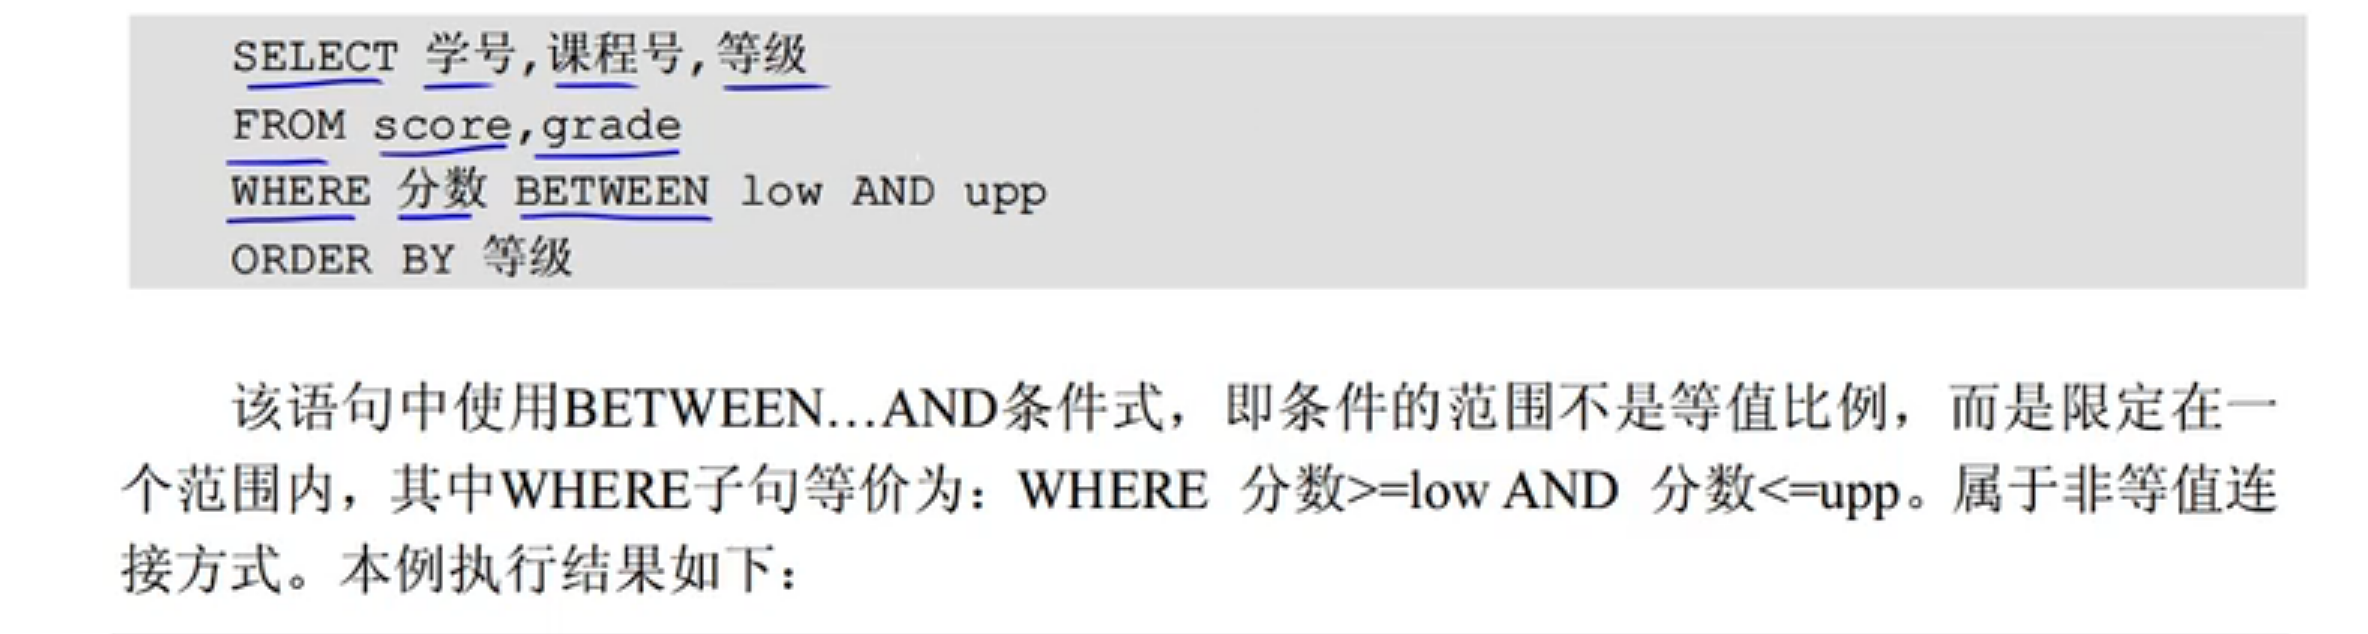 SELECT 学号,课程号,等级
FROM score,grade
WHERE 分数 BETWEEN low AND upp
ORDER BY 等级
该语句中使用BETWEEN…AND条件式，即条件的范围不是等值比例，而是限定在一
个范围内，其中WHERE子句等价为：WHERE 分数>=low AND 分数<=upp。属于非等值连
接方式。本例执行结果如下：